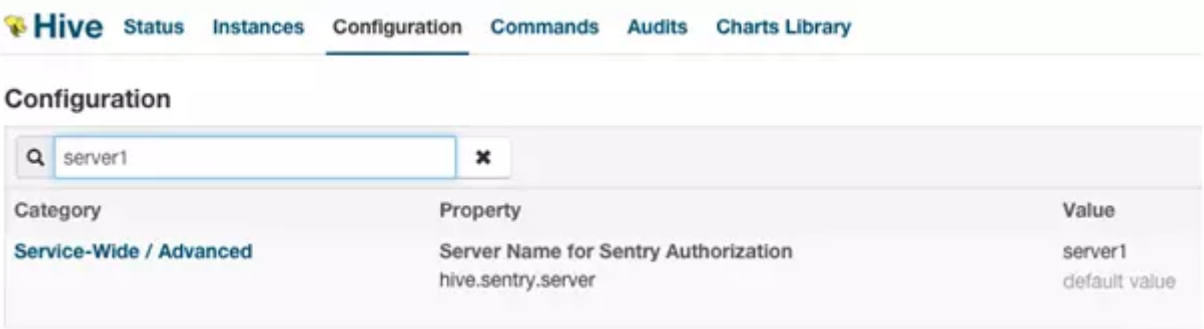 Hive Status Instances Configuration Commands Audits Charts Library
Configuration
server1
Category Property Value
Service-Wide / Advanced Server Name for Sentry Authorization server1
hive.sentry.server default value